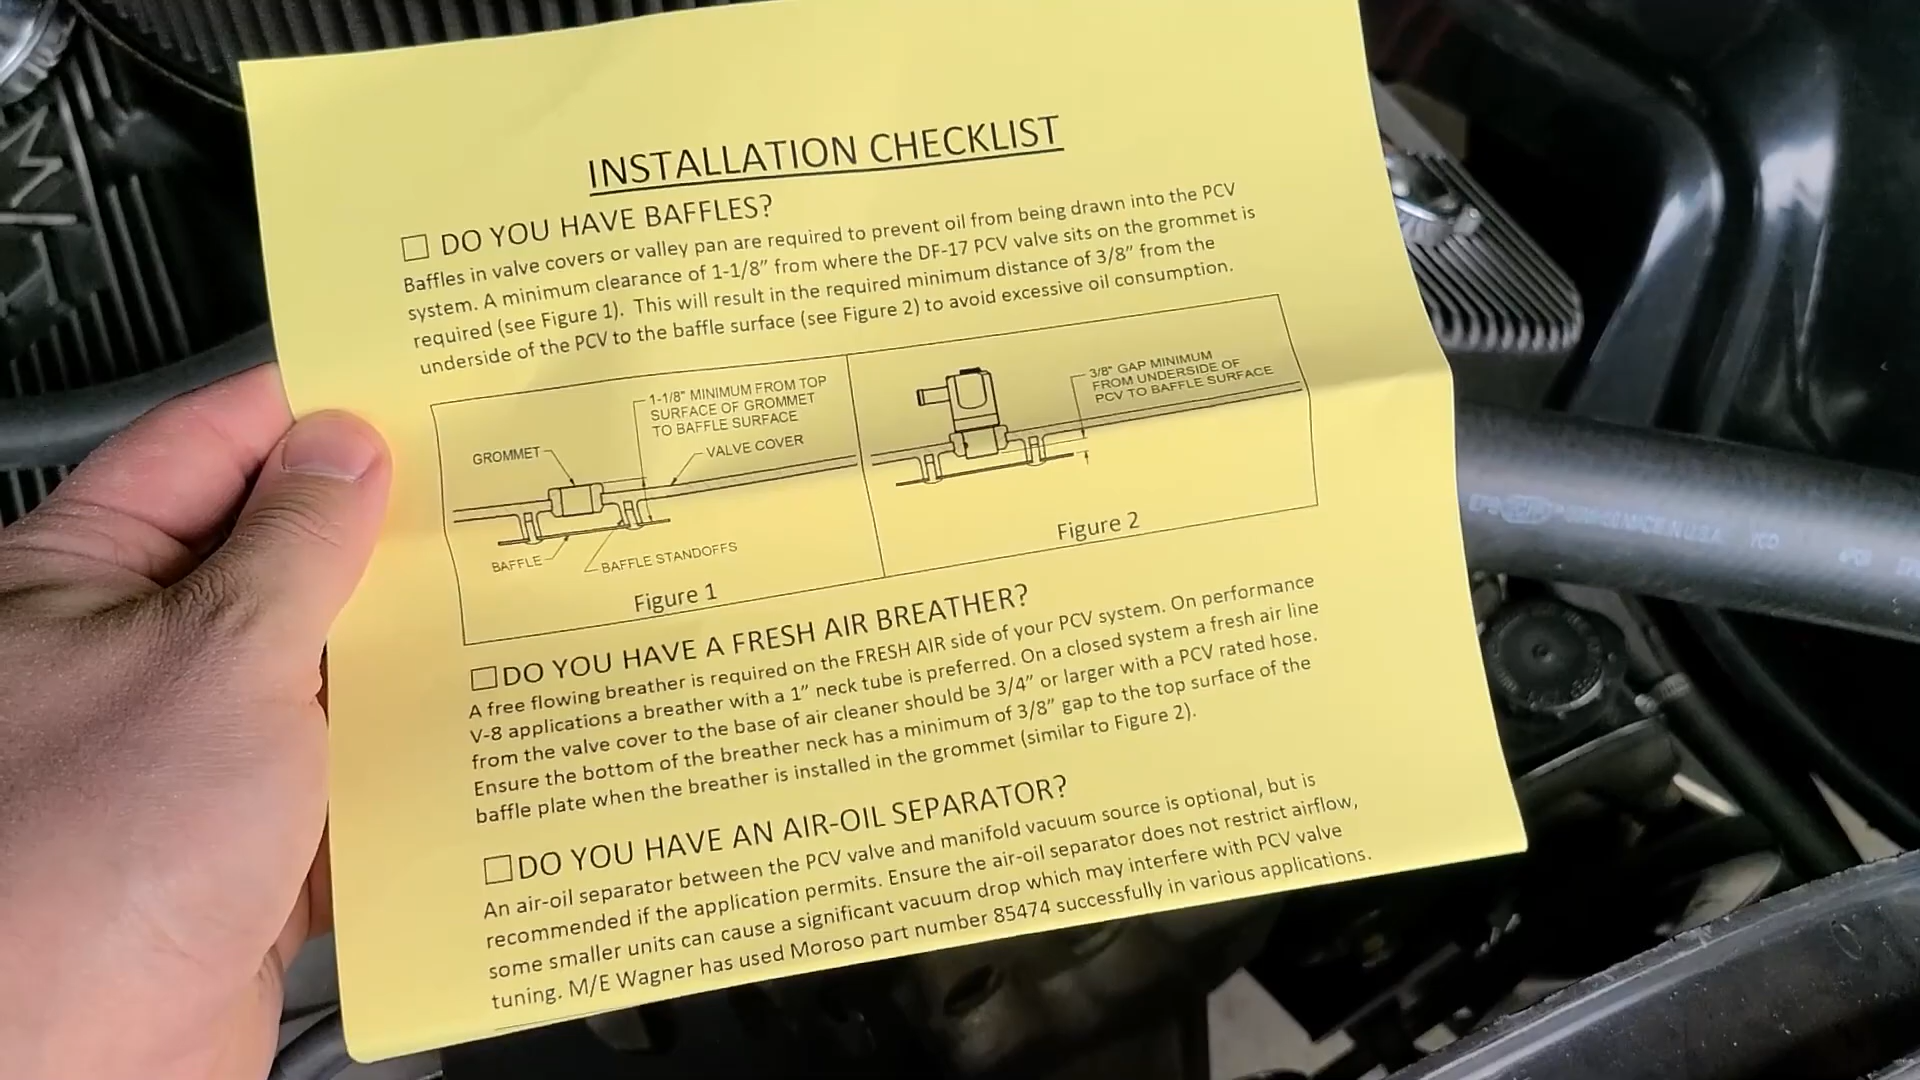 INSTALLATION CHECKLIST
☐ DO YOU HAVE BAFFLES?
Baffles in valve covers or valley pan are required to prevent oil from being drawn into the PCV
system. A minimum clearance of 1-1/8” from where the DF-17 PCV valve sits on the grommet is
required (see Figure 1). This will result in the required minimum distance of 3/8” from the
underside of the PCV to the baffle surface (see Figure 2) to avoid excessive oil consumption.
1-1/8" MINIMUM FROM TOP
SURFACE OF GROMMET
TO BAFFLE SURFACE
GROMMET
VALVE COVER
BAFFLE
BAFFLE STANDOFFS
Figure 1
3/8" GAP MINIMUM
FROM UNDERSIDE OF
PCV TO BAFFLE SURFACE
Figure 2
☐ DO YOU HAVE A FRESH AIR BREATHER?
A free flowing breather is required on the FRESH AIR side of your PCV system. On performance
V-8 applications a breather with a 1” neck tube is preferred. On a closed system a fresh air line
from the valve cover to the base of air cleaner should be 3/4” or larger with a PCV rated hose.
Ensure the bottom of the breather neck has a minimum of 3/8” gap to the top surface of the
baffle plate when the breather is installed in the grommet (similar to Figure 2).
☐ DO YOU HAVE AN AIR-OIL SEPARATOR?
An air-oil separator between the PCV valve and manifold vacuum source is optional, but is
recommended if the application permits. Ensure the air-oil separator does not restrict airflow,
some smaller units can cause a significant vacuum drop which may interfere with PCV valve
tuning. M/E Wagner has used Moroso part number 85474 successfully in various applications.